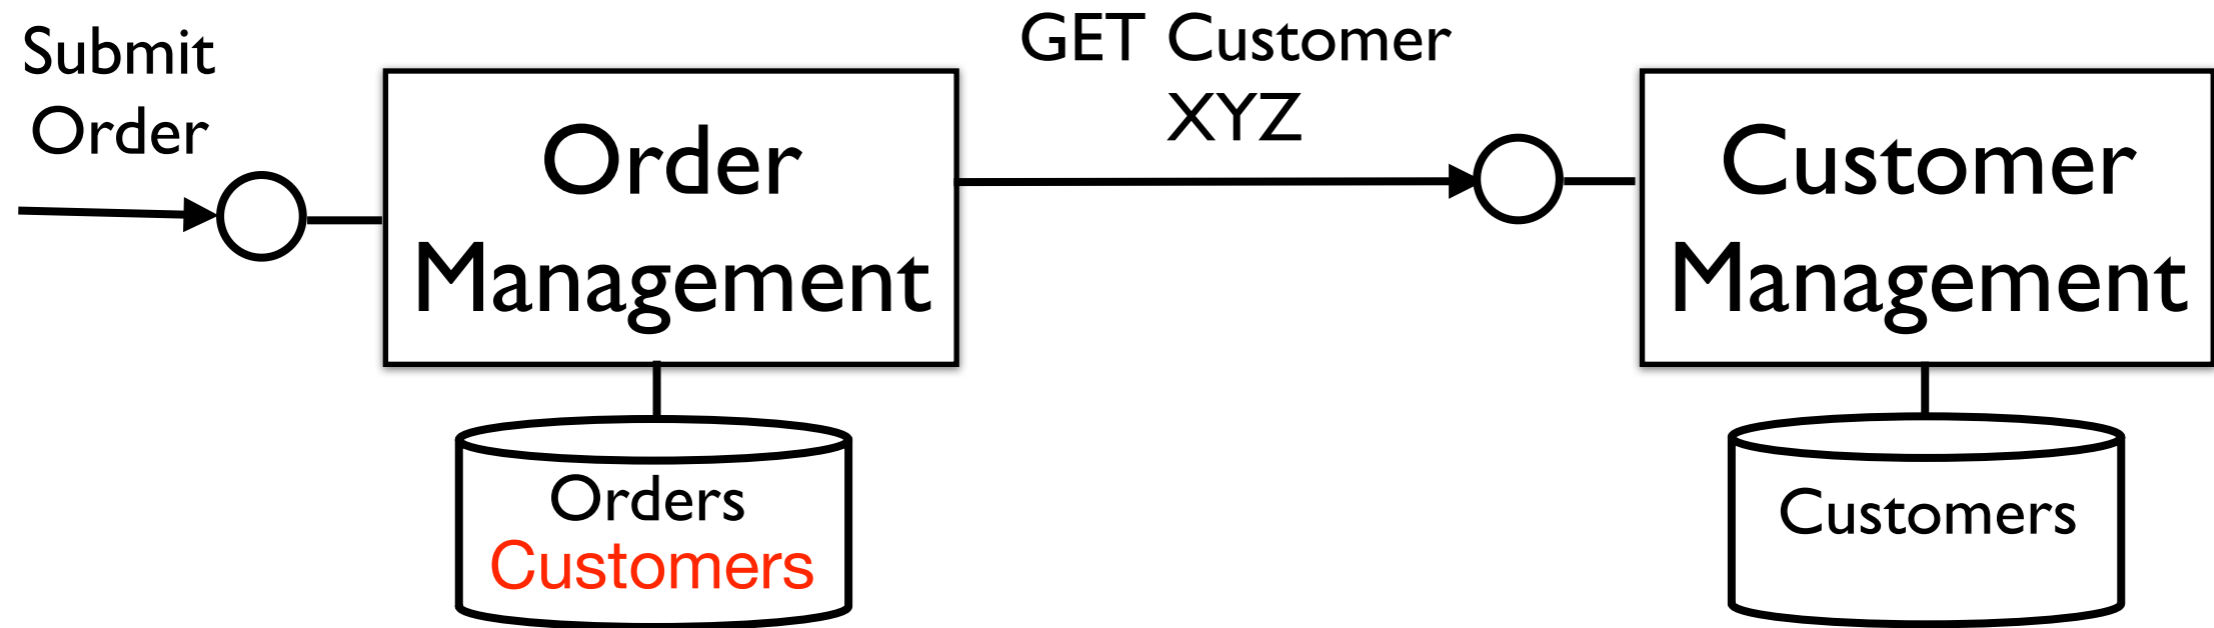 Submit
Order
Order
Management
Orders
Customers
GET Customer
XYZ
Customer
Management
Customers